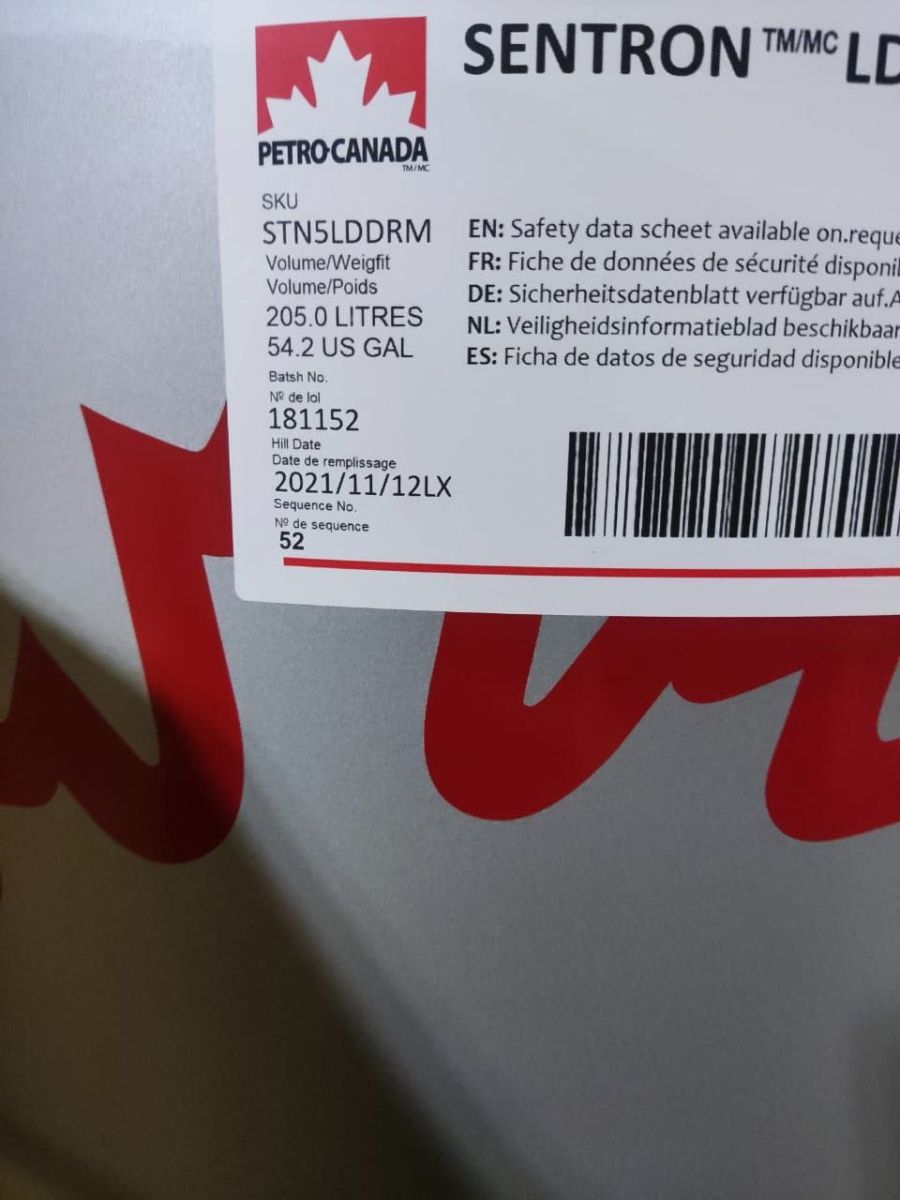 SENTRON TM/MC LD
PETRO-CANADA
TM/MC
SKU
STN5LDDRM
Volume/Weigfit
Volume/Poids
205.0 LITRES
54.2 US GAL
Batsh No.
Nº de lol
181152
Hill Date
Date de remplissage
2021/11/12LX
Sequence No.
Nº de sequence
52
EN: Safety data scheet available on.reque
FR: Fiche de données de sécurité disponil
DE: Sicherheitsdatenblatt verfügbar auf.A
NL: Veiligheidsinformatieblad beschikbaar
ES: Ficha de datos de seguridad disponible